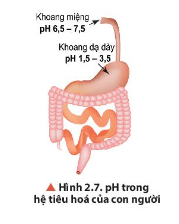 Khoang miệng
pH 6,5 – 7,5
Khoang dạ dày
pH 1,5 – 3,5
▲ Hình 2.7. pH trong
hệ tiêu hoá của con người